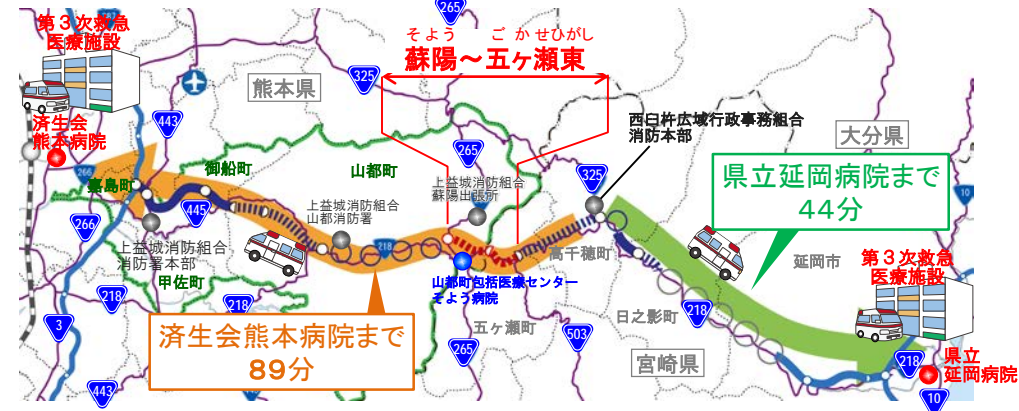 265
第３次救急
医療施設
218
そよう　ごかせひがし
蘇陽～五ヶ瀬東
325
熊本県
西臼杵広域行政事務組合
消防本部
大分県
443
済生会
熊本病院
御船町
山都町
265
県立延岡病院まで
44分
266
嘉島町
上益城消防組合
蘇陽出張所
325
10
445
上益城消防組合
山都消防署
266
上益城消防組合
消防署本部
218
高千穂町
延岡市
第３次救急
医療施設
甲佐町
山都町包括医療センター
そよう病院
218
218
218
済生会熊本病院まで
89分
3
五ヶ瀬町
日之影町
503
265
宮崎県
218
県立
延岡病院
443
10